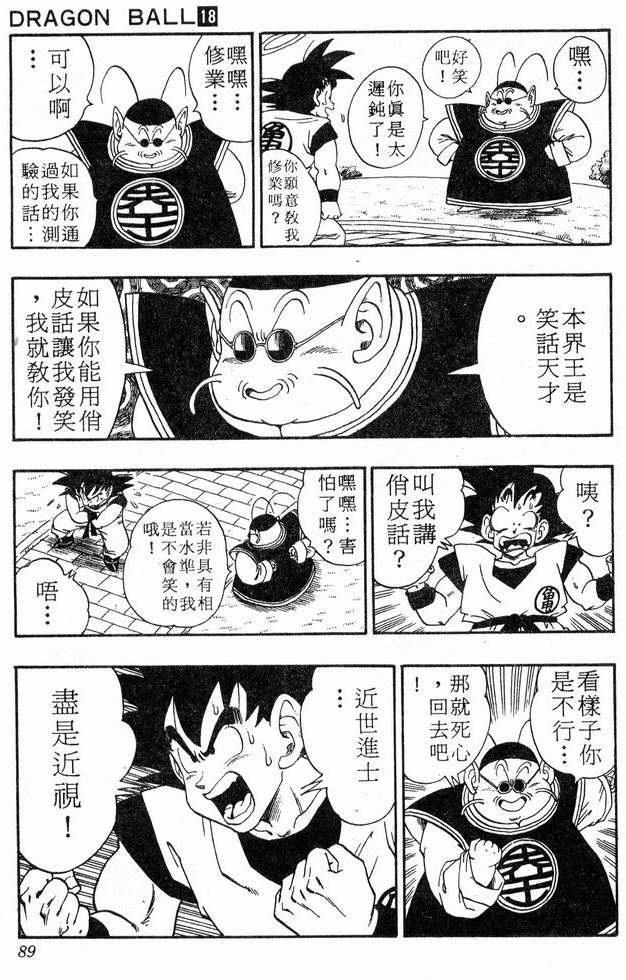 DRAGON BALL 18
嘿…
好笑
吧！
你真是太
遲鈍了！
你願意教我
修業嗎？
嘿嘿…
修業…
可以啊
…
如果你通
過我的測
驗的話…
本界王是
笑話天才
。
如果你能用俏
皮話讓我發笑
，我就教你！
咦？
叫我講
俏皮話？
嘿嘿…害
怕了嗎？
若非具有相
當水準，我
是不會笑的
哦！
唔…
看樣子你
是不行…
那就死心
，回去吧
！
近世進士
…
盡是近視！
89